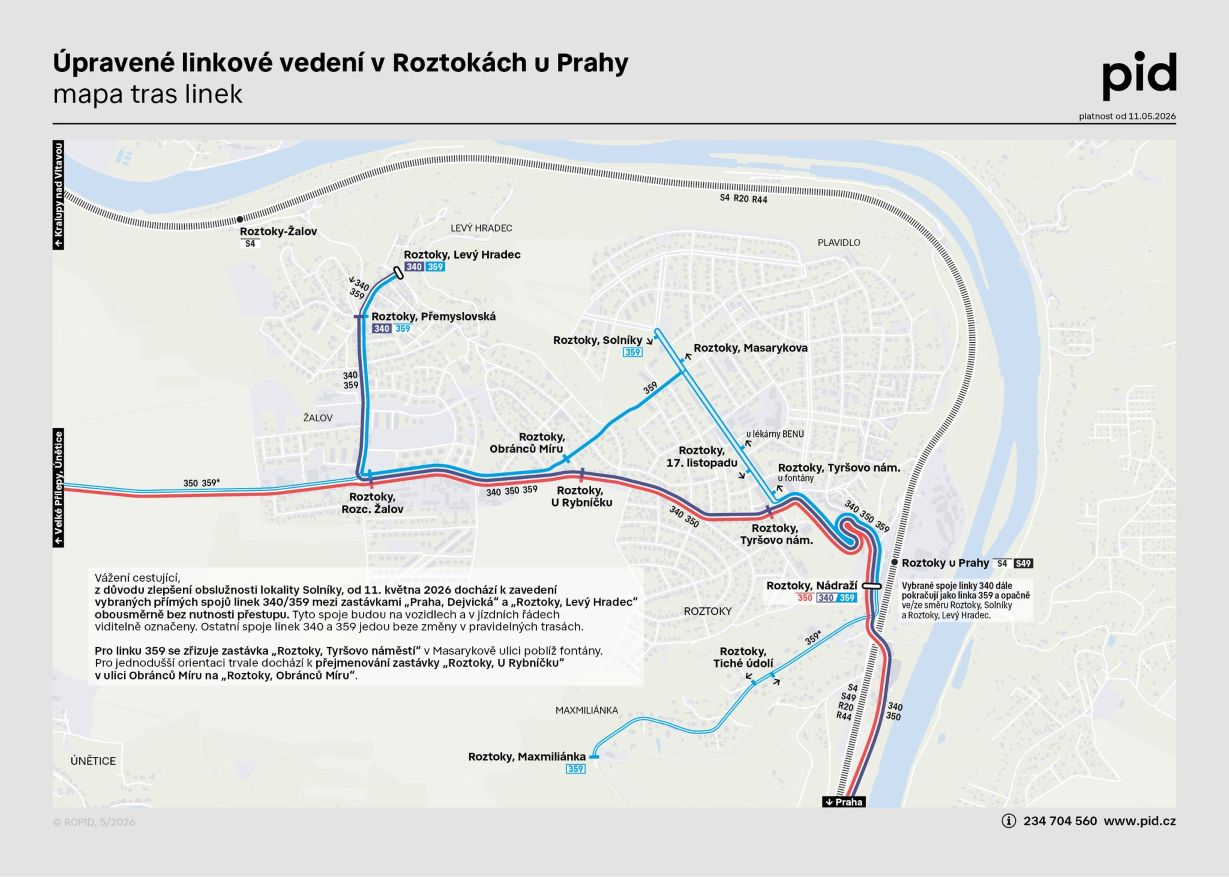 Úpravené linkové vedení v Roztokách u Prahy
mapa tras linek
pid
platnost od 11.05.2026
↑ Kralupy nad Vltavou
Roztoky-Žalov
S4
LEVÝ HRADEC
S4 R20 R44
PLAVIDLO
Roztoky, Levý Hradec
340 359
340
359
Roztoky, Přemyslovská
340 359
Roztoky, Solníky
359
Roztoky, Masarykova
340
359
359
ŽALOV
↑ Velké Přílepy, Únětice
Roztoky,
Obránců Míru
u lékárny BENU
Roztoky,
17. listopadu
Roztoky, Tyršovo nám.
u fontány
350 359*
Roztoky,
Rozc. Žalov
340 350 359
Roztoky,
U Rybníčku
340 350
Roztoky,
Tyršovo nám.
340 350 359
Roztoky u Prahy S4 S49
Roztoky, Nádraží
350 340 359
Vybrané spoje linky 340 dále
pokračují jako linka 359 a opačně
ve/ze směru Roztoky, Solníky
a Roztoky, Levý Hradec.
Vážení cestující,
z důvodu zlepšení obslužnosti lokality Solníky, od 11. května 2026 dochází k zavedení
vybraných přímých spojů linek 340/359 mezi zastávkami „Praha, Dejvická“ a „Roztoky, Levý Hradec“
obousměrně bez nutnosti přestupu. Tyto spoje budou na vozidlech a v jízdních řádech
viditelně označeny. Ostatní spoje linek 340 a 359 jedou beze změny v pravidelných trasách.
Pro linku 359 se zřizuje zastávka „Roztoky, Tyršovo náměstí“ v Masarykově ulici poblíž fontány.
Pro jednodušší orientaci trvale dochází k přejmenování zastávky „Roztoky, U Rybníčku“
v ulici Obránců Míru na „Roztoky, Obránců Míru“.
ROZTOKY
359*
Roztoky,
Tiché údolí
S4
S49
R20
R44
340
350
MAXMILIÁNKA
Roztoky, Maxmiliánka
359
ÚNĚTICE
↓ Praha
© ROPID, 5/2026
234 704 560 www.pid.cz